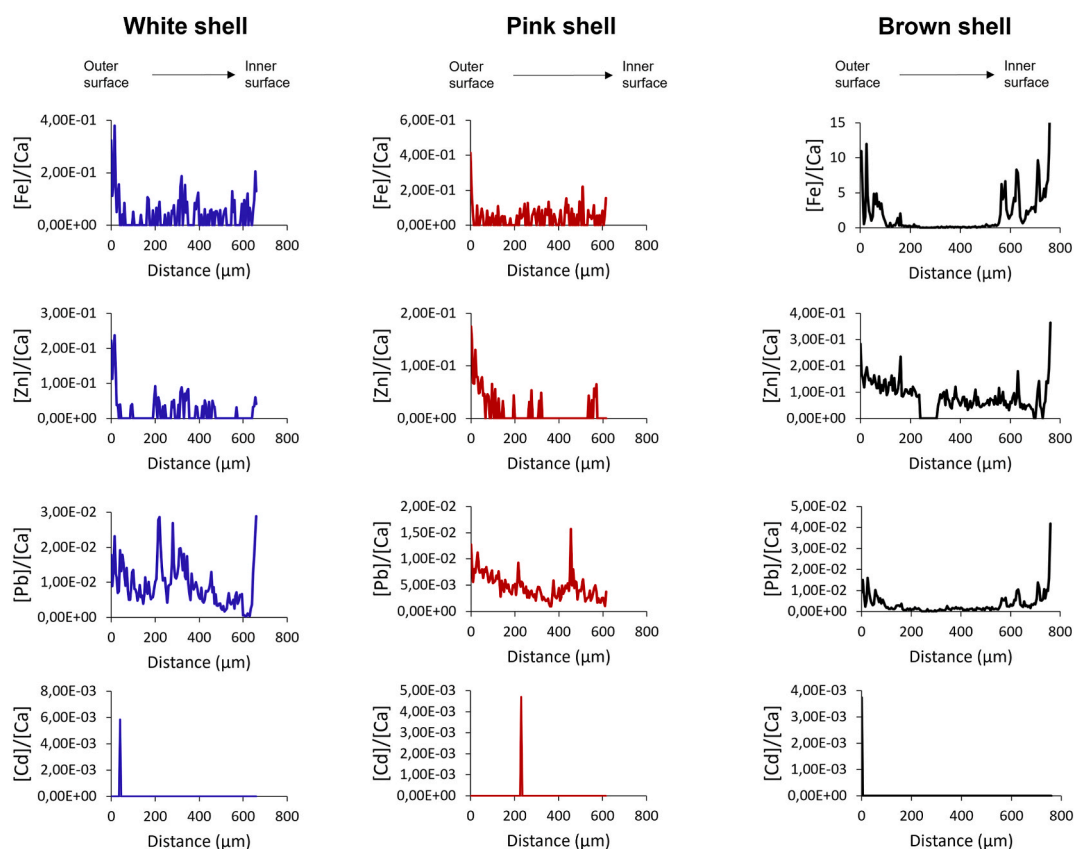 White shell
Pink shell
Brown shell
Outer surface
Inner surface
Outer surface
Inner surface
Outer surface
Inner surface
[Fe]/[Ca]
4,00E-01
2,00E-01
0,00E+00
0 200 400 600 800
Distance (µm)
[Fe]/[Ca]
6,00E-01
4,00E-01
2,00E-01
0,00E+00
0 200 400 600 800
Distance (µm)
[Fe]/[Ca]
15
10
5
0
0 200 400 600 800
Distance (µm)
[Zn]/[Ca]
3,00E-01
2,00E-01
1,00E-01
0,00E+00
0 200 400 600 800
Distance (µm)
[Zn]/[Ca]
2,00E-01
1,00E-01
0,00E+00
0 200 400 600 800
Distance (µm)
[Zn]/[Ca]
4,00E-01
3,00E-01
2,00E-01
1,00E-01
0,00E+00
0 200 400 600 800
Distance (µm)
[Pb]/[Ca]
3,00E-02
2,00E-02
1,00E-02
0,00E+00
0 200 400 600 800
Distance (µm)
[Pb]/[Ca]
2,00E-02
1,50E-02
1,00E-02
5,00E-03
0,00E+00
0 200 400 600 800
Distance (µm)
[Pb]/[Ca]
5,00E-02
4,00E-02
3,00E-02
2,00E-02
1,00E-02
0,00E+00
0 200 400 600 800
Distance (µm)
[Cd]/[Ca]
8,00E-03
6,00E-03
4,00E-03
2,00E-03
0,00E+00
0 200 400 600 800
Distance (µm)
[Cd]/[Ca]
5,00E-03
4,00E-03
3,00E-03
2,00E-03
1,00E-03
0,00E+00
0 200 400 600 800
Distance (µm)
[Cd]/[Ca]
4,00E-03
3,00E-03
2,00E-03
1,00E-03
0,00E+00
0 200 400 600 800
Distance (µm)